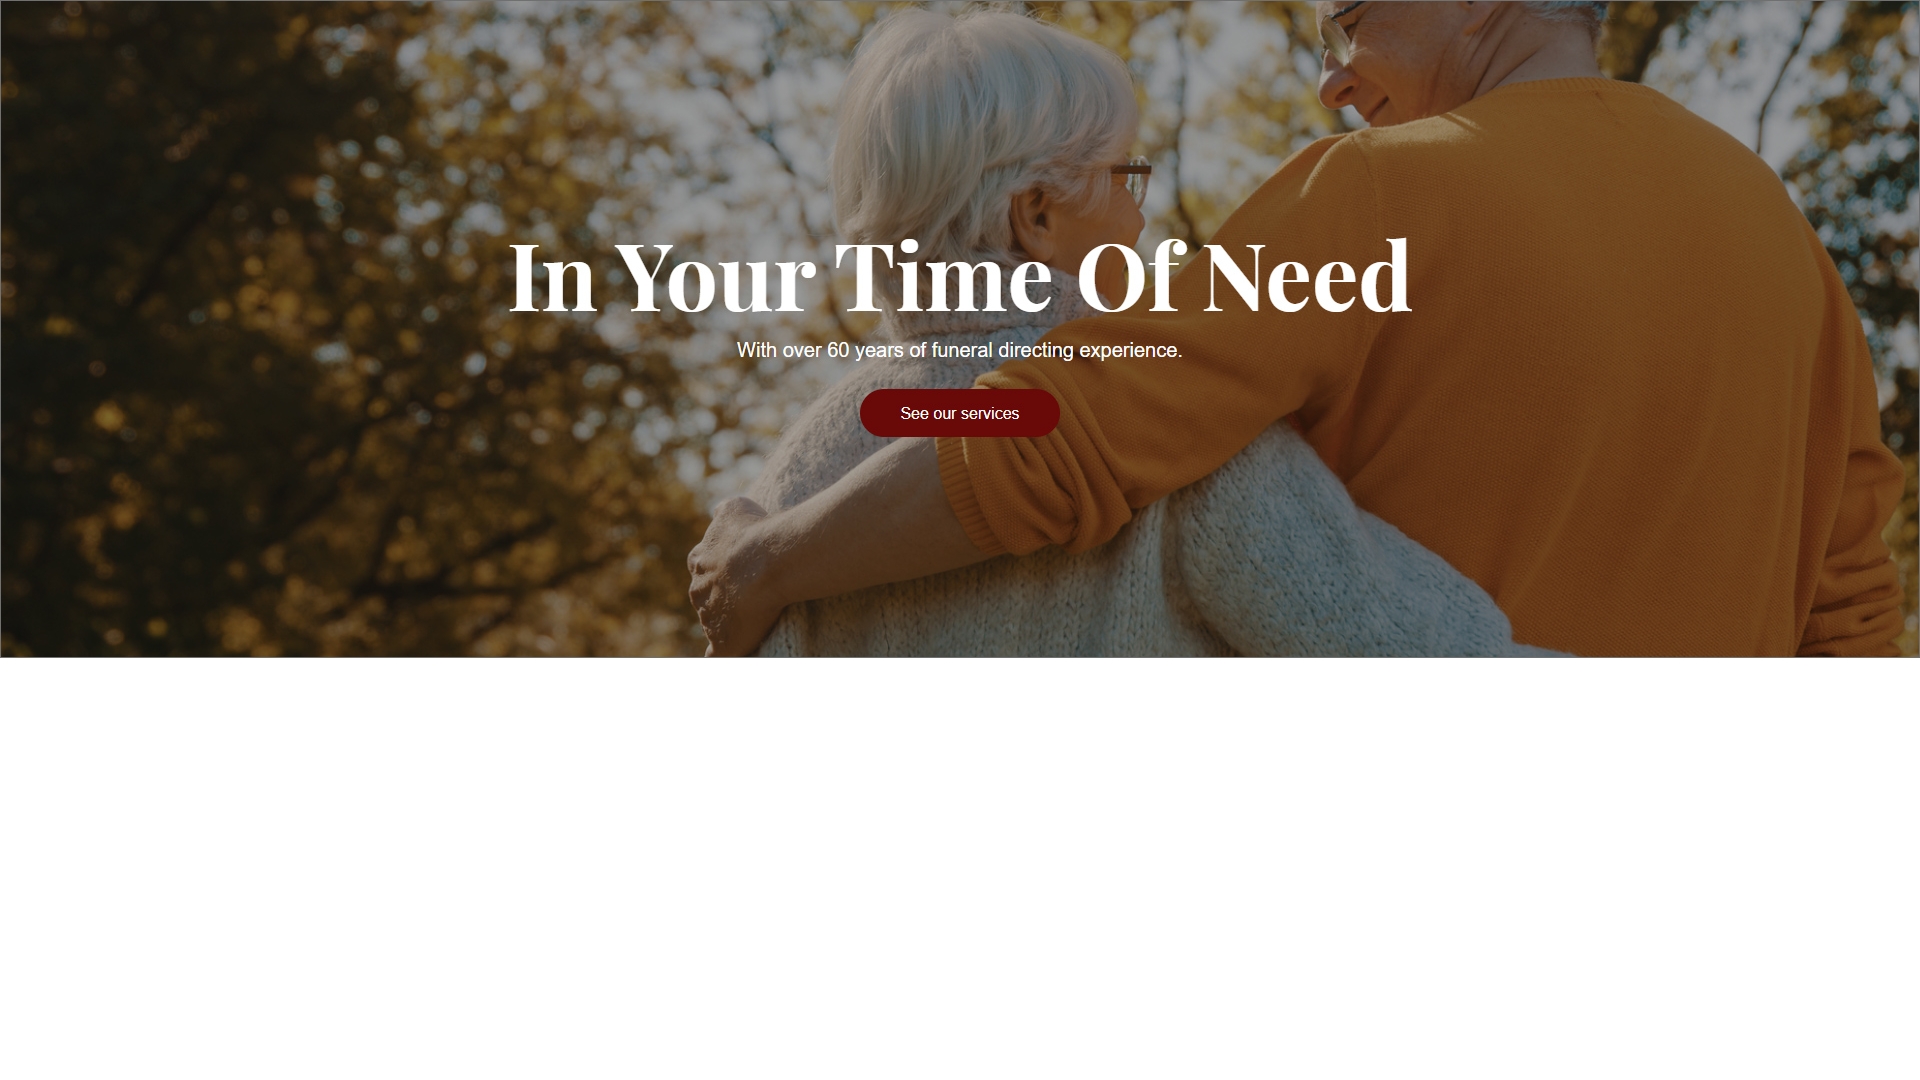 In Your Time Of Need
With over 60 years of funeral directing experience.
See our services